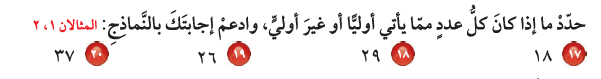 حدّدْ ما إذا كانَ كلُّ عددٍ ممّا يأتي أوليًّا أو غيرَ أوليٍّ، وادعمْ إجابتَكَ بالنَّماذجِ: المثالان ١، ٢
١٧ ١٨ ١٨ ٢٩ ١٩ ٢٦ ٢٠ ٣٧